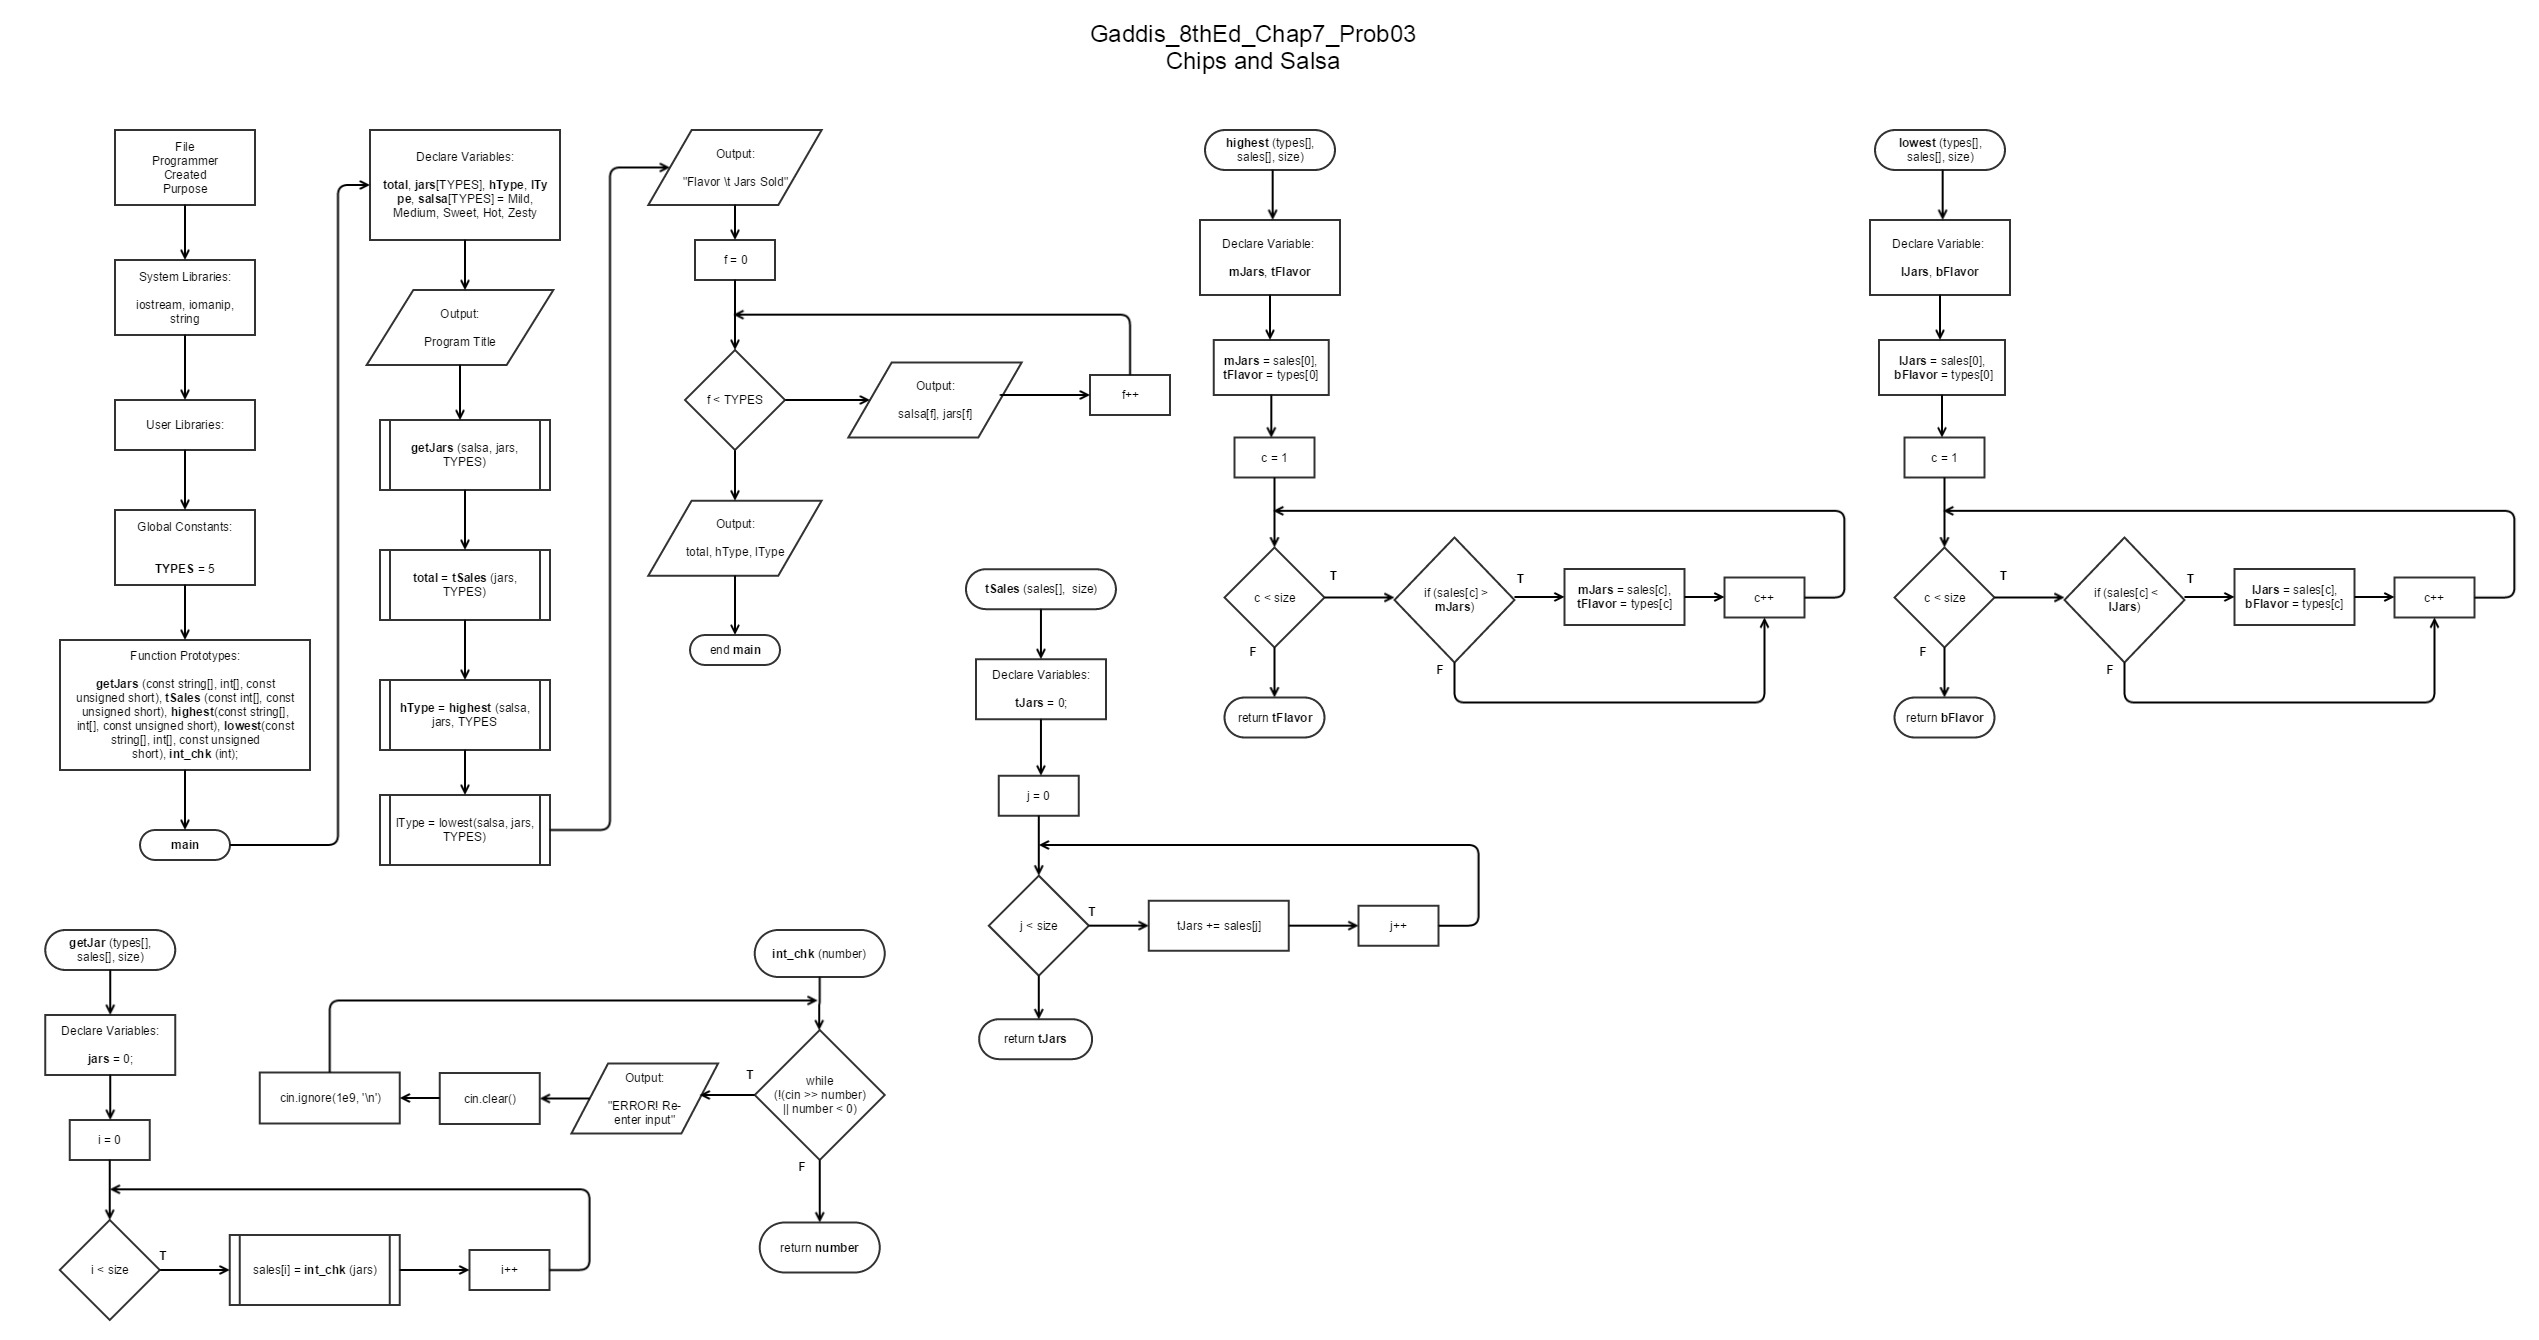 Gaddis_8thEd_Chap7_Prob03
Chips and Salsa
File
Programmer
Created
Purpose
System Libraries:
iostream, iomanip,
string
User Libraries:
Global Constants:
TYPES = 5
Function Prototypes:
getJars (const string[], int[], const
unsigned short), tSales (const int[], const
unsigned short), highest(const string[],
int[], const unsigned short), lowest(const
string[], int[], const unsigned
short), int_chk (int);
main
Declare Variables:
total, jars[TYPES], hType, lTy
pe, salsa[TYPES] = Mild,
Medium, Sweet, Hot, Zesty
Output:
Program Title
getJars (salsa, jars,
TYPES)
total = tSales (jars,
TYPES)
hType = highest (salsa,
jars, TYPES
lType = lowest(salsa, jars,
TYPES)
Output:
"Flavor \t Jars Sold"
f = 0
f < TYPES
Output:
salsa[f], jars[f]
f++
Output:
total, hType, lType
end main
highest (types[],
sales[], size)
Declare Variable:
mJars, tFlavor
mJars = sales[0],
tFlavor = types[0]
c = 1
c < size
T
if (sales[c] >
mJars)
T
mJars = sales[c],
tFlavor = types[c]
c++
F
F
return tFlavor
lowest (types[],
sales[], size)
Declare Variable:
lJars, bFlavor
lJars = sales[0],
bFlavor = types[0]
c = 1
c < size
T
if (sales[c] <
lJars)
T
lJars = sales[c],
bFlavor = types[c]
c++
F
F
return bFlavor
tSales (sales[], size)
Declare Variables:
tJars = 0;
j = 0
j < size
T
tJars += sales[j]
j++
return tJars
getJar (types[],
sales[], size)
Declare Variables:
jars = 0;
i = 0
i < size
T
sales[i] = int_chk (jars)
i++
int_chk (number)
while
(!(cin >> number)
|| number < 0)
T
Output:
"ERROR! Re-
enter input"
cin.clear()
cin.ignore(1e9, '\n')
F
return number